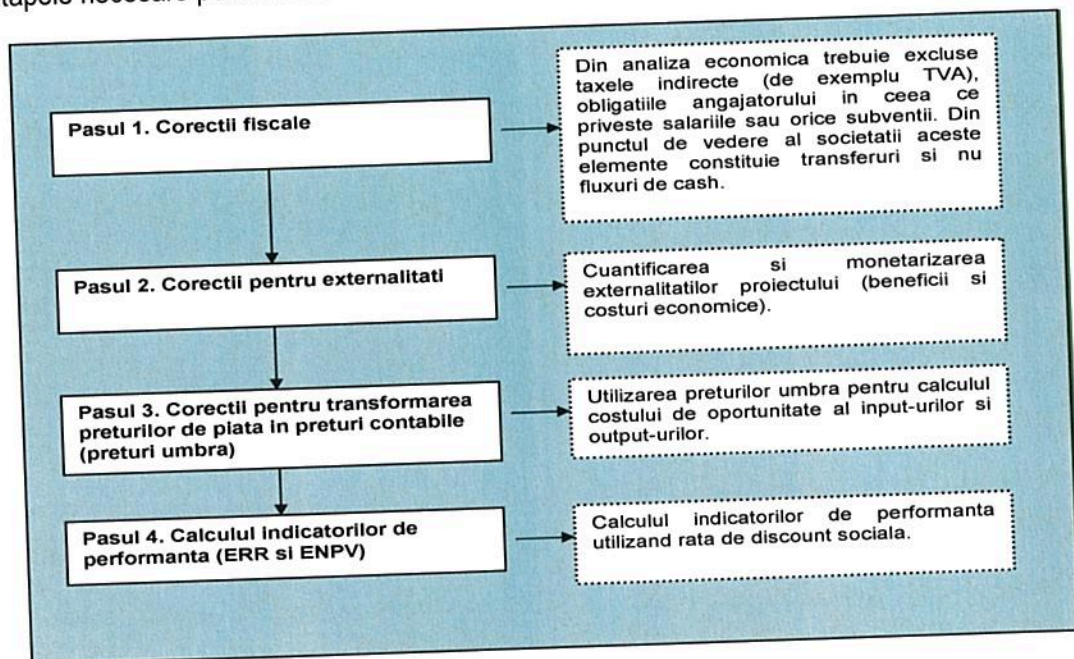 Pasul 1. Corectii fiscale
Din analiza economica trebuie excluse
taxele indirecte (de exemplu TVA),
obligatiile angajatorului in ceea ce
priveste salariile sau orice subventii. Din
punctul de vedere al societatii aceste
elemente constituie transferuri si nu
fluxuri de cash.
Pasul 2. Corectii pentru externalitati
Cuantificarea si monetarizarea
externalitatilor proiectului (beneficii si
costuri economice).
Pasul 3. Corectii pentru transformarea
preturilor de piata in preturi contabile
(preturi umbra)
Utilizarea preturilor umbra pentru calculul
costului de oportunitate al input-urilor si
output-urilor.
Pasul 4. Calculul indicatorilor de
performanta (ERR si ENPV)
Calculul indicatorilor de performanta
utilizand rata de discount sociala.